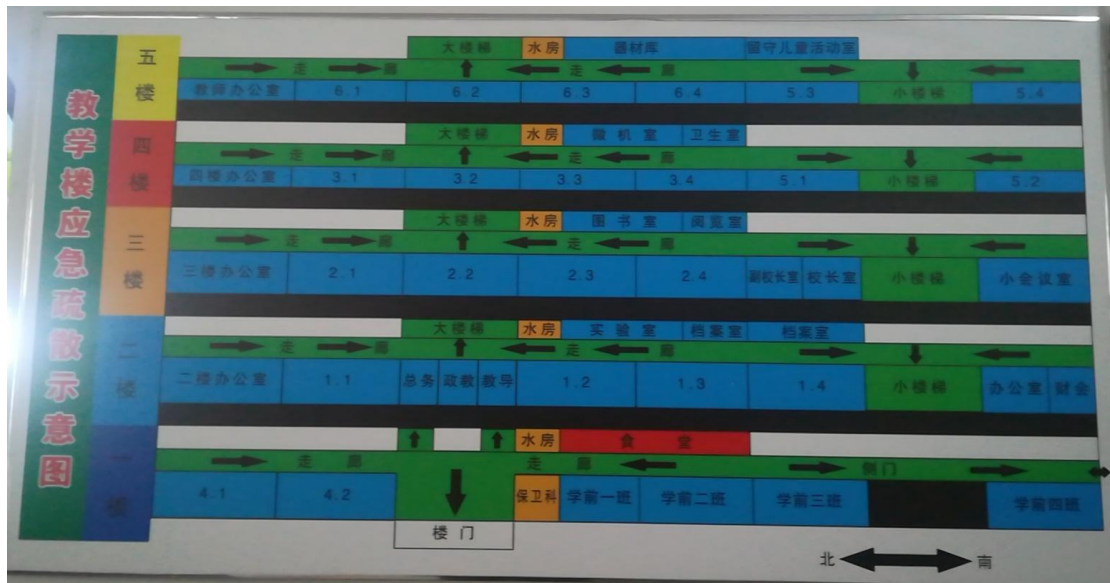 教学楼应急疏散示意图
五楼
大楼梯 水房 器材库 留守儿童活动室
走 廊 走 廊
教师办公室 6.1 6.2 6.3 6.4 5.3 小楼梯 5.4
四楼
大楼梯 水房 微机室 卫生室
走 廊 走 廊
四楼办公室 3.1 3.2 3.3 3.4 5.1 小楼梯 5.2
三楼
大楼梯 水房 图书室 阅览室
走 廊 走 廊
三楼办公室 2.1 2.2 2.3 2.4 副校长室 校长室 小楼梯 小会议室
二楼
大楼梯 水房 实验室 档案室 档案室
走 廊 走 廊
二楼办公室 1.1 总务 政教 教导 1.2 1.3 1.4 小楼梯 办公室 财会
一楼
水房 食堂
走 廊 走 廊 侧门
4.1 4.2 保卫科 学前一班 学前二班 学前三班 学前四班
楼门
北 南